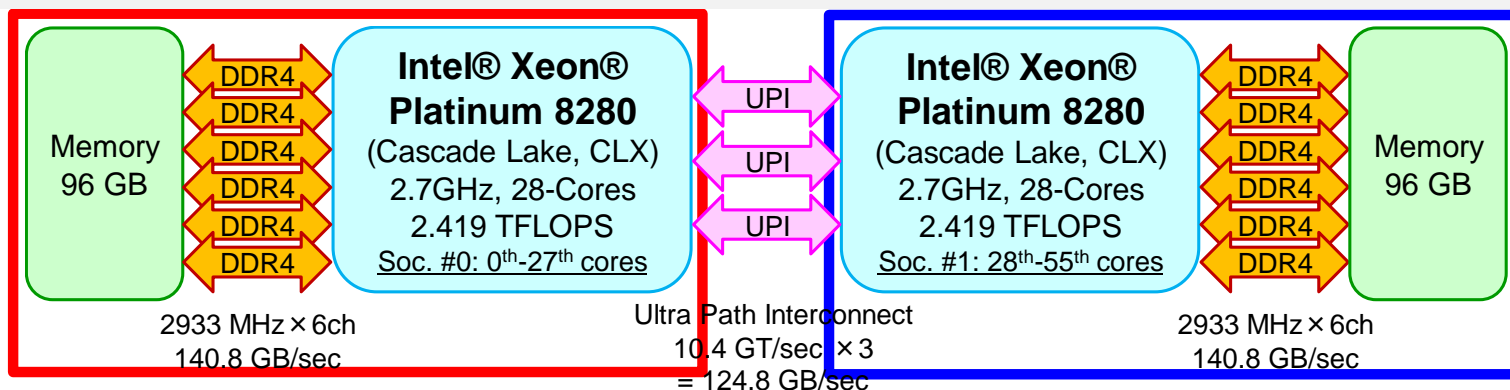 Memory
96 GB
DDR4
DDR4
DDR4
DDR4
DDR4
DDR4
Intel® Xeon®
Platinum 8280
(Cascade Lake, CLX)
2.7GHz, 28-Cores
2.419 TFLOPS
Soc. #0: 0th-27th cores
2933 MHz×6ch
140.8 GB/sec
UPI
UPI
UPI
Ultra Path Interconnect
10.4 GT/sec ×3
= 124.8 GB/sec
Intel® Xeon®
Platinum 8280
(Cascade Lake, CLX)
2.7GHz, 28-Cores
2.419 TFLOPS
Soc. #1: 28th-55th cores
DDR4
DDR4
DDR4
DDR4
DDR4
DDR4
Memory
96 GB
2933 MHz×6ch
140.8 GB/sec